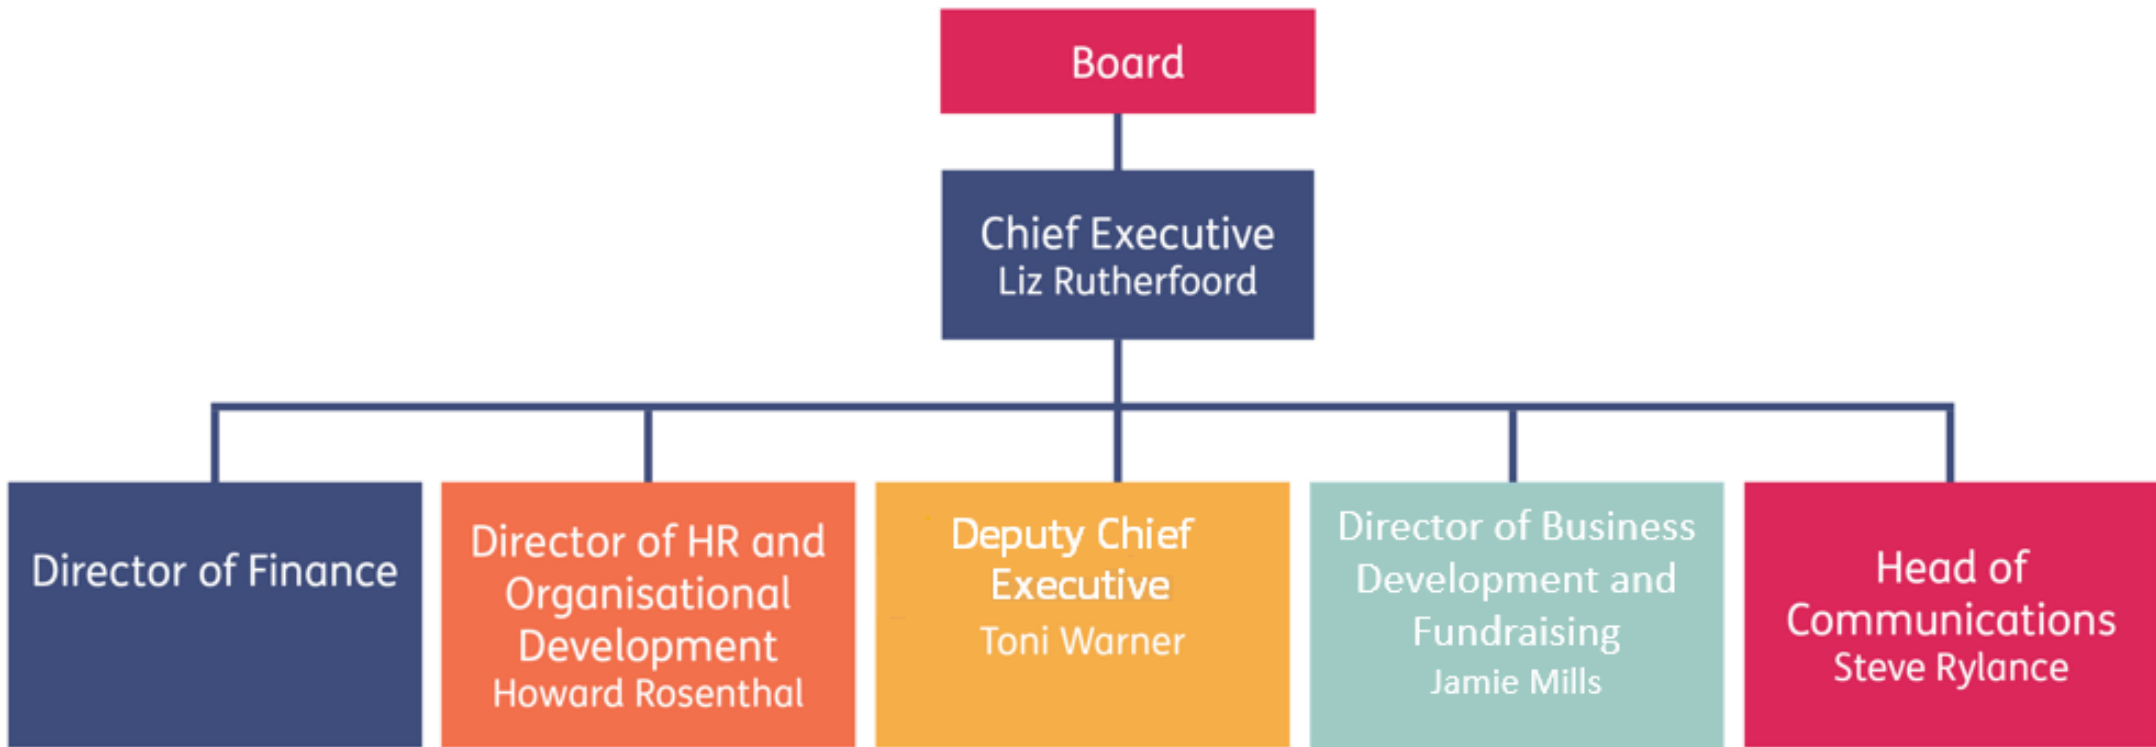 Board
Chief Executive
Liz Rutherfoord
Director of Finance
Director of HR and
Organisational
Development
Howard Rosenthal
Deputy Chief
Executive
Toni Warner
Director of Business
Development and
Fundraising
Jamie Mills
Head of
Communications
Steve Rylance